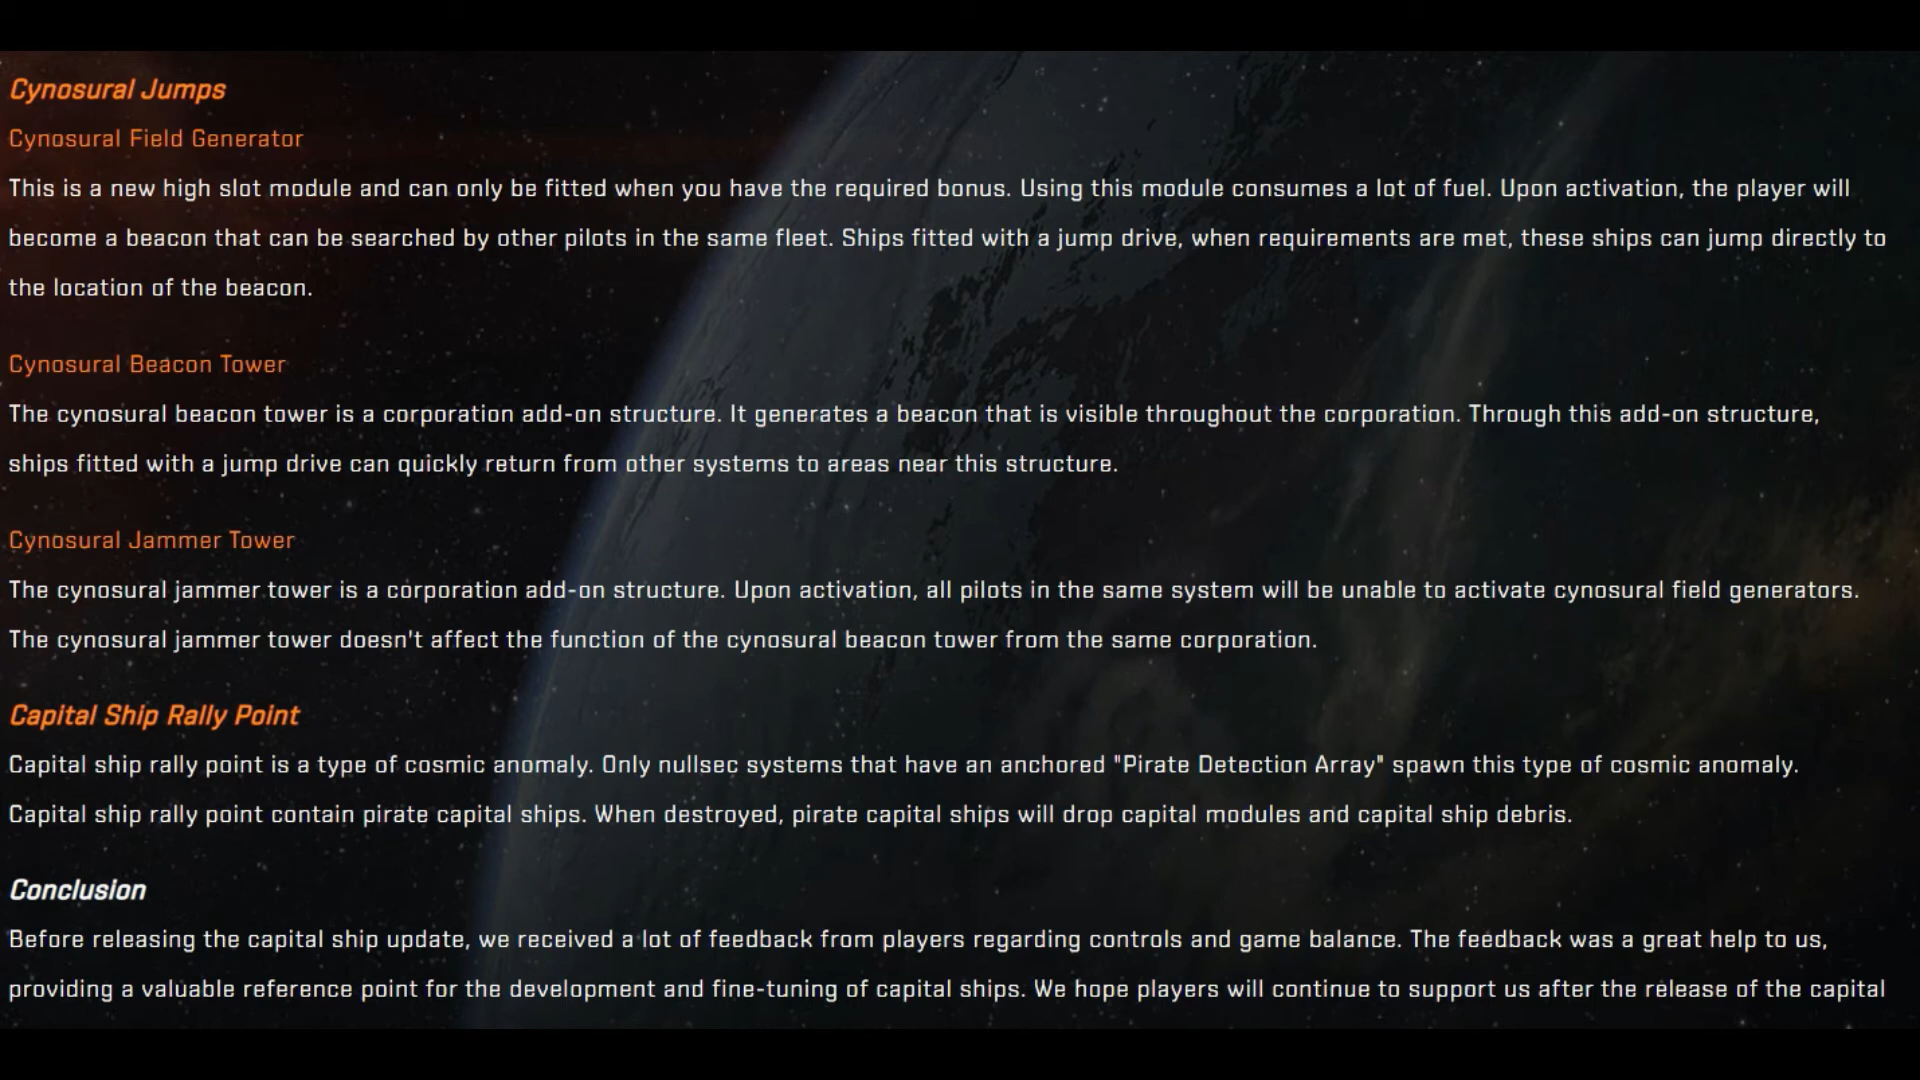 Cynosural Jumps
Cynosural Field Generator
This is a new high slot module and can only be fitted when you have the required bonus. Using this module consumes a lot of fuel. Upon activation, the player will
become a beacon that can be searched by other pilots in the same fleet. Ships fitted with a jump drive, when requirements are met, these ships can jump directly to
the location of the beacon.
Cynosural Beacon Tower
The cynosural beacon tower is a corporation add-on structure. It generates a beacon that is visible throughout the corporation. Through this add-on structure,
ships fitted with a jump drive can quickly return from other systems to areas near this structure.
Cynosural Jammer Tower
The cynosural jammer tower is a corporation add-on structure. Upon activation, all pilots in the same system will be unable to activate cynosural field generators.
The cynosural jammer tower doesn't affect the function of the cynosural beacon tower from the same corporation.
Capital Ship Rally Point
Capital ship rally point is a type of cosmic anomaly. Only nullsec systems that have an anchored "Pirate Detection Array" spawn this type of cosmic anomaly.
Capital ship rally point contain pirate capital ships. When destroyed, pirate capital ships will drop capital modules and capital ship debris.
Conclusion
Before releasing the capital ship update, we received a lot of feedback from players regarding controls and game balance. The feedback was a great help to us,
providing a valuable reference point for the development and fine-tuning of capital ships. We hope players will continue to support us after the release of the capital